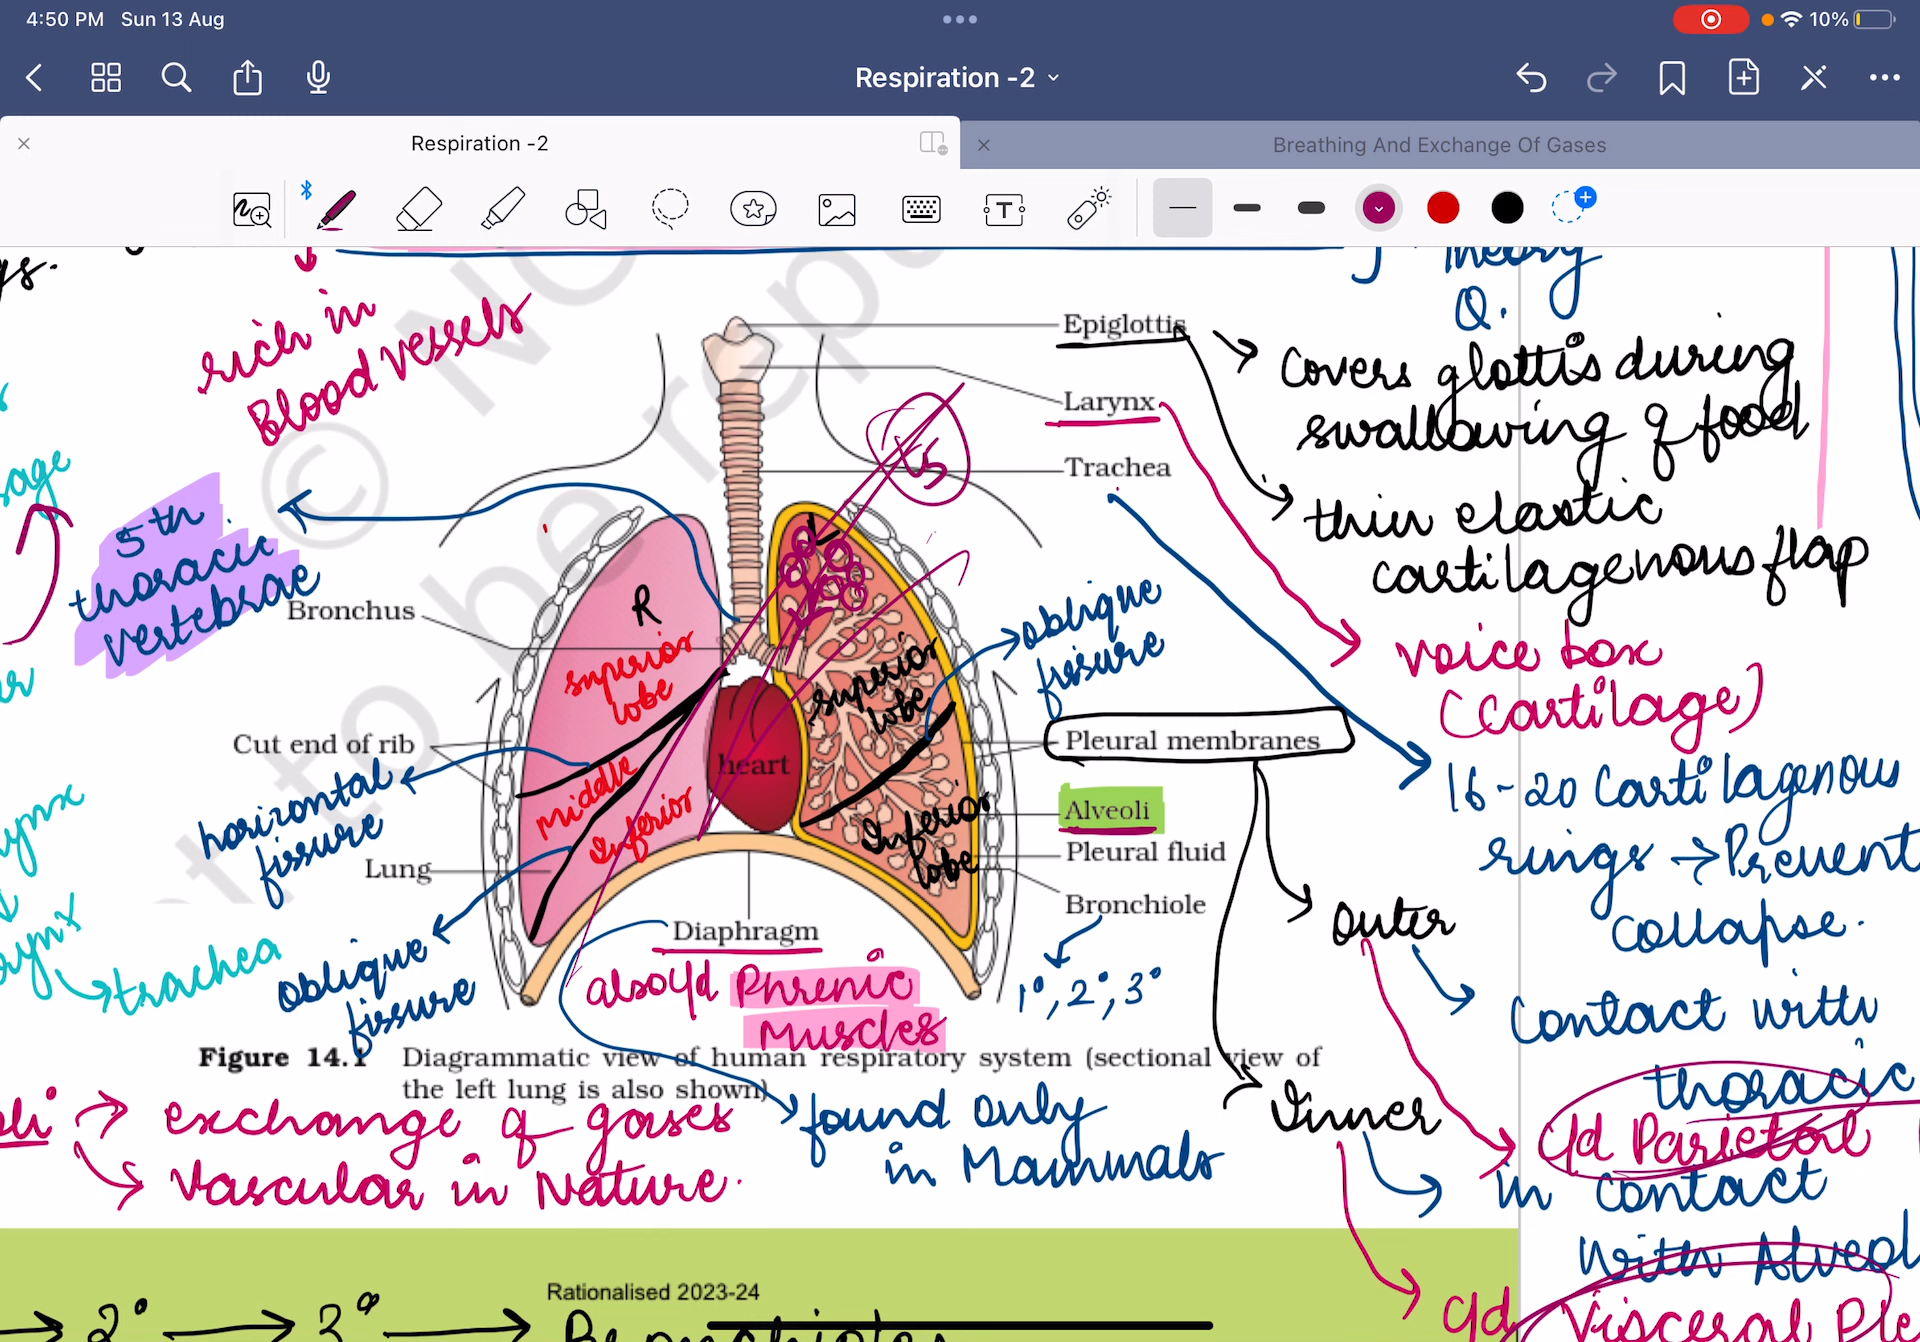 4:50 PM Sun 13 Aug
10%
Respiration -2
Respiration -2
Breathing And Exchange Of Gases
gs.
rich in
Blood vessels
Theory
Q.
Epiglottis
Covers glottis during
swallowing of food
Larynx
Trachea
thin elastic
cartilagenous flap
5th
thoracic
vertebrae
Bronchus
R
superior
lobe
superior
lobe
oblique
fissure
voice box
(Cartilage)
Cut end of rib
heart
Pleural membranes
horizontal
fissure
Middle
Inferior
Inferior
lobe
Alveoli
16-20 Cartilagenous
rings → Prevent
collapse.
Lung
Pleural fluid
Bronchiole
Diaphragm
also c/d Phrenic
Muscles
1°, 2°, 3°
oblique
fissure
trachea
Outer
Contact with
thoracic
Figure 14.1 Diagrammatic view of human respiratory system (sectional view of
the left lung is also shown)
exchange of gases
Vascular in Nature.
found only
in Mammals
Inner
c/d Parietal
in contact
with Alveoli
c/d Visceral Ple
Rationalised 2023-24
→ 2° → 3° → Bronchioles